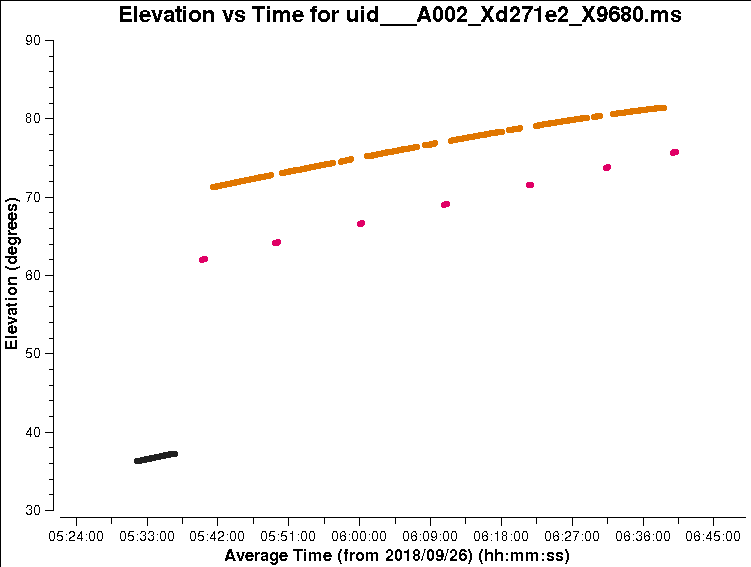 Elevation vs Time for uid___A002_Xd271e2_X9680.ms
90
80
70
60
50
40
30
Elevation (degrees)
05:24:00 05:33:00 05:42:00 05:51:00 06:00:00 06:09:00 06:18:00 06:27:00 06:36:00 06:45:00
Average Time (from 2018/09/26) (hh:mm:ss)